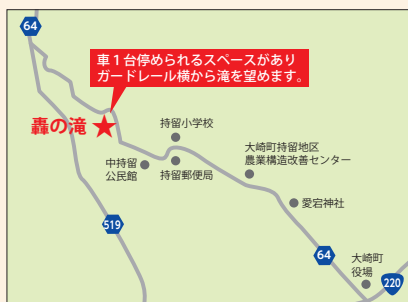 64
車1台停められるスペースがあり
ガードレール横から滝を望めます。
轟の滝
持留小学校
中持留
公民館
持留郵便局
大崎町持留地区
農業構造改善センター
愛宕神社
519
64
大崎町
役場
220